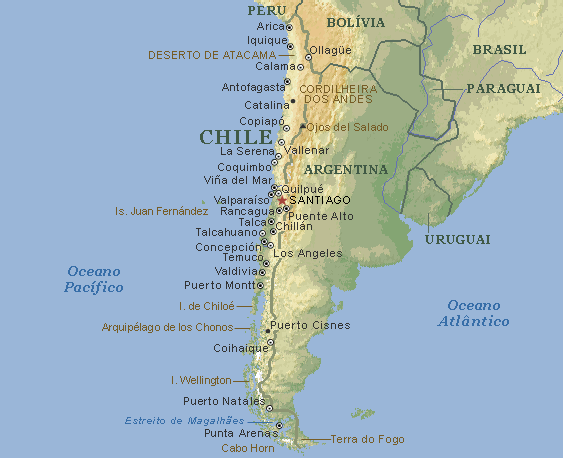 PERU
BOLÍVIA
Arica
Iquique
Ollagüe
BRASIL
DESERTO DE ATACAMA
Calama
Antofagasta
CORDILHEIRA
DOS ANDES
PARAGUAI
Catalina
Copiapó
Ojos del Salado
CHILE
Vallenar
La Serena
Coquimbo
ARGENTINA
Viña del Mar
Quilpué
Valparaíso
SANTIAGO
Is. Juan Fernández
Rancagua
Puente Alto
Talca
Chillán
Talcahuano
URUGUAI
Concepción
Los Angeles
Temuco
Oceano
Pacífico
Valdivia
Puerto Montt
I. de Chiloé
Oceano
Atlântico
Arquipélago de los Chonos
Puerto Cisnes
Coihaique
I. Wellington
Puerto Natales
Estreito de Magalhães
Punta Arenas
Terra do Fogo
Cabo Horn